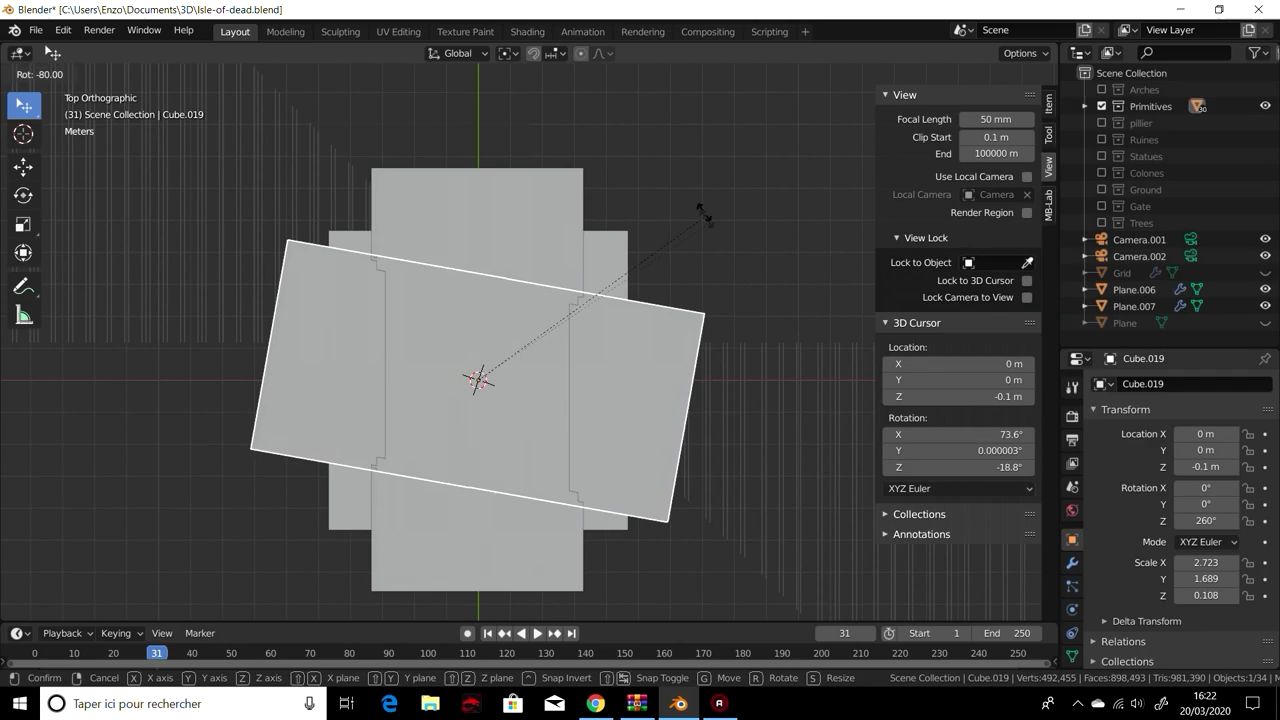 Blender* [C:\Users\Enzo\Documents\3D\Isle-of-dead.blend]
File Edit Render Window Help Layout Modeling Sculpting UV Editing Texture Paint Shading Animation Rendering Compositing Scripting Scene View Layer
Global Options
Rot: -80.00
Top Orthographic
(31) Scene Collection | Cube.019
Meters
View
Focal Length 50 mm
Clip Start 0.1 m
End 100000 m
Use Local Camera
Local Camera Camera
Render Region
View Lock
Lock to Object
Lock to 3D Cursor
Lock Camera to View
3D Cursor
Location:
X 0 m
Y 0 m
Z -0.1 m
Rotation:
X 73.6°
Y 0.000003°
Z -18.8°
XYZ Euler
Collections
Annotations
Item
Tool
View
MB-Lab
Scene Collection
Arches
Primitives 30
pillier
Ruines
Statues
Colones
Ground
Gate
Trees
Camera.001
Camera.002
Grid
Plane.006
Plane.007
Plane
Cube.019
Cube.019
Transform
Location X 0 m
Y 0 m
Z -0.1 m
Rotation X 0°
Y 0°
Z 260°
Mode XYZ Euler
Scale X 2.723
Y 1.689
Z 0.108
Delta Transform
Relations
Collections
Playback Keying View Marker 31 Start 1 End 250
0 10 20 31 40 50 60 70 80 90 100 110 120 130 140 150 160 170 180 190 200 210 220 230 240 250
Confirm Cancel X X axis Y Y axis Z Z axis X X plane Y Y plane Z Z plane Snap Invert Snap Toggle G Move R Rotate S Resize Scene Collection | Cube.019 | Verts:492,455 | Faces:898,493 | Tris:981,390 | Objects:1/34 | M
Taper ici pour rechercher
16:22
20/03/2020